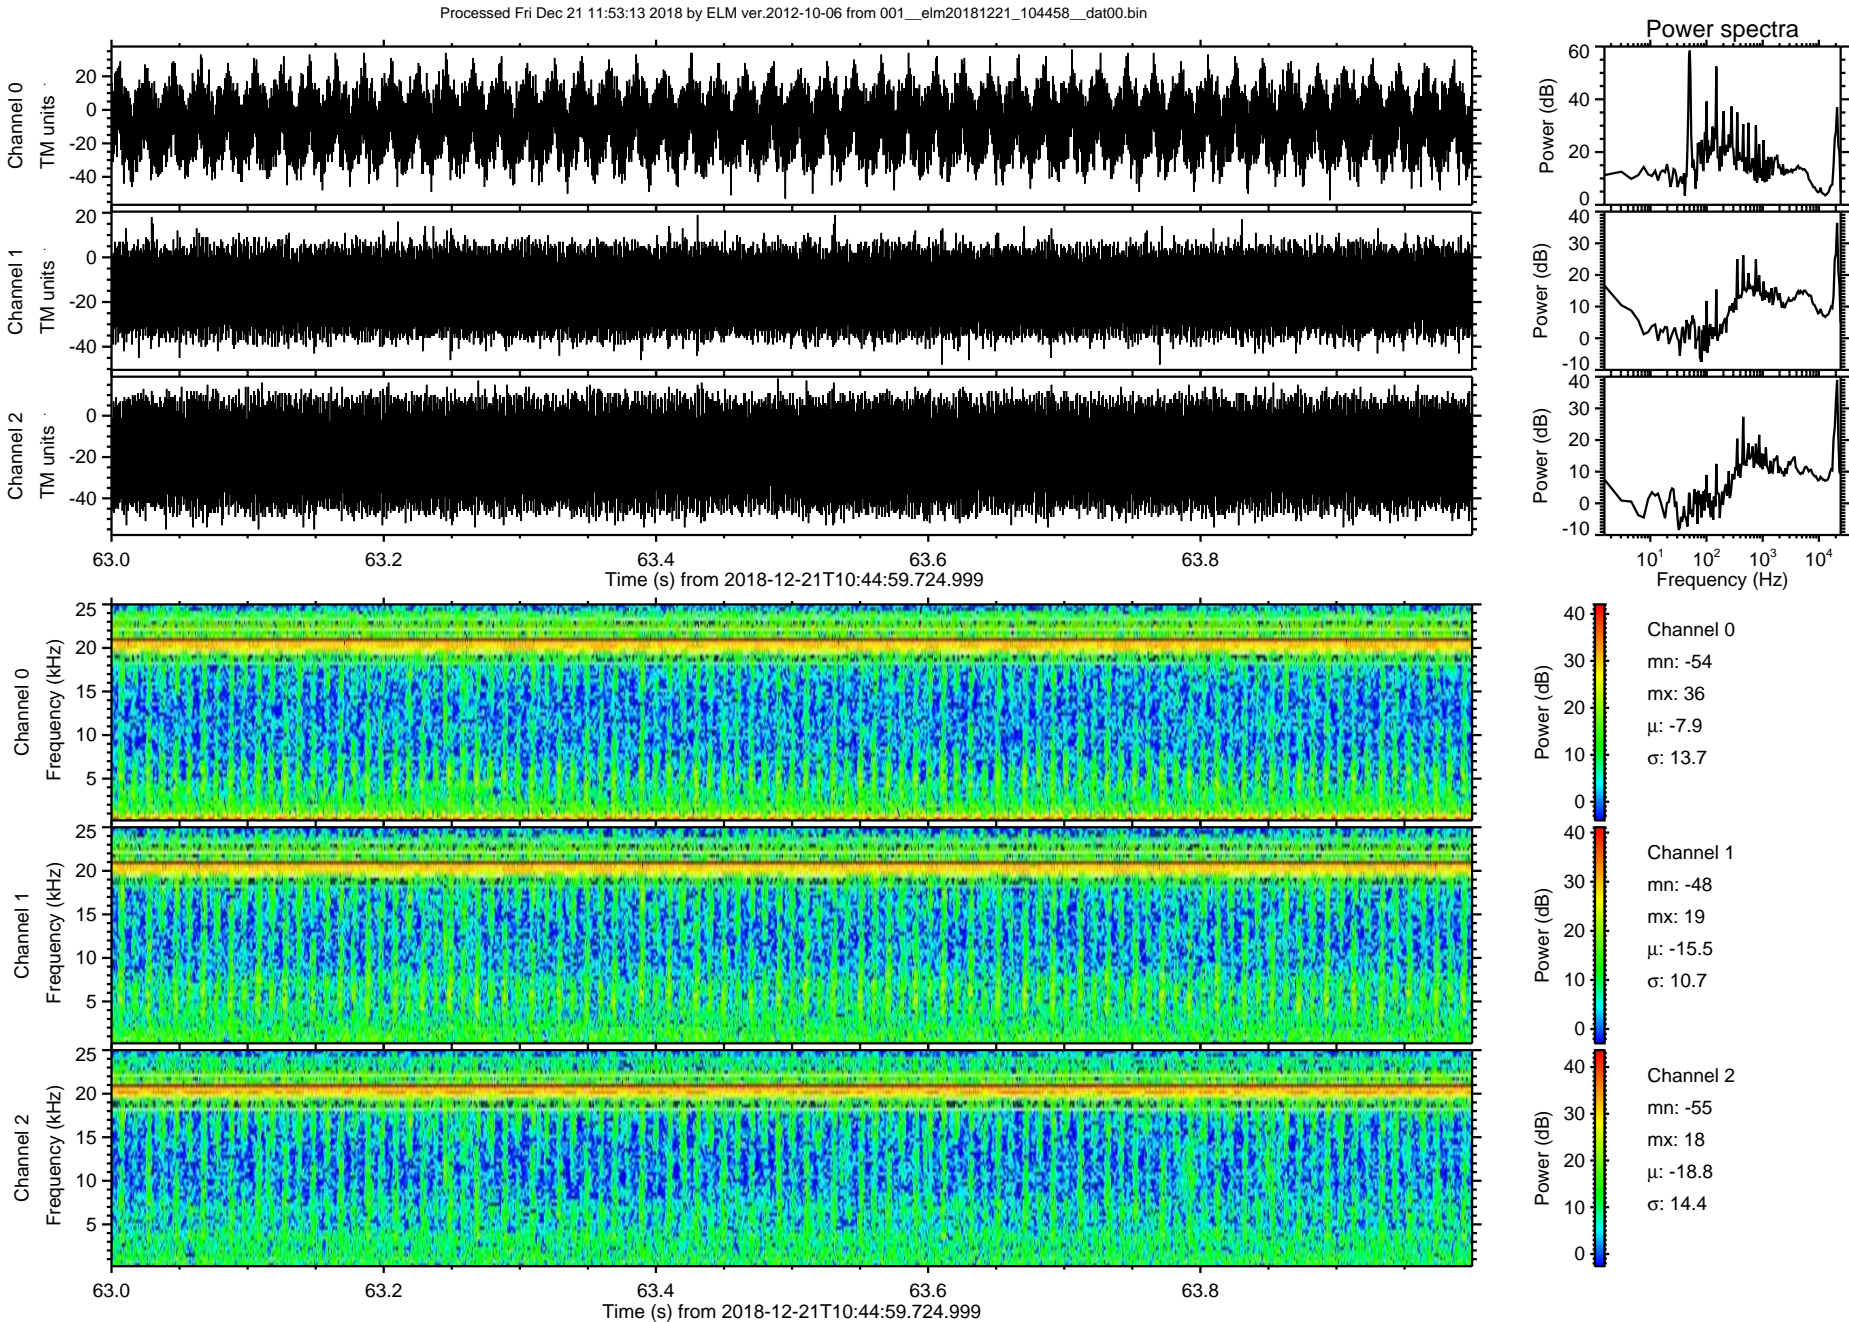 Processed Fri Dec 21 11:53:13 2018 by ELM ver.2012-10-06 from 001__elm20181221_104458__dat00.bin
Power spectra
Channel 0
TM units
20
0
-20
-40
Power (dB)
60
40
20
0
Channel 1
TM units
20
0
-20
-40
Power (dB)
40
30
20
10
0
-10
Channel 2
TM units
0
-20
-40
Power (dB)
40
30
20
10
0
-10
63.0 63.2 63.4 63.6 63.8
Time (s) from 2018-12-21T10:44:59.724.999
10^1 10^2 10^3 10^4
Frequency (Hz)
Channel 0
Frequency (kHz)
25
20
15
10
5
Power (dB)
40
30
20
10
0
Channel 0
mn: -54
mx: 36
μ: -7.9
σ: 13.7
Channel 1
Frequency (kHz)
25
20
15
10
5
Power (dB)
40
30
20
10
0
Channel 1
mn: -48
mx: 19
μ: -15.5
σ: 10.7
Channel 2
Frequency (kHz)
25
20
15
10
5
Power (dB)
40
30
20
10
0
Channel 2
mn: -55
mx: 18
μ: -18.8
σ: 14.4
63.0 63.2 63.4 63.6 63.8
Time (s) from 2018-12-21T10:44:59.724.999